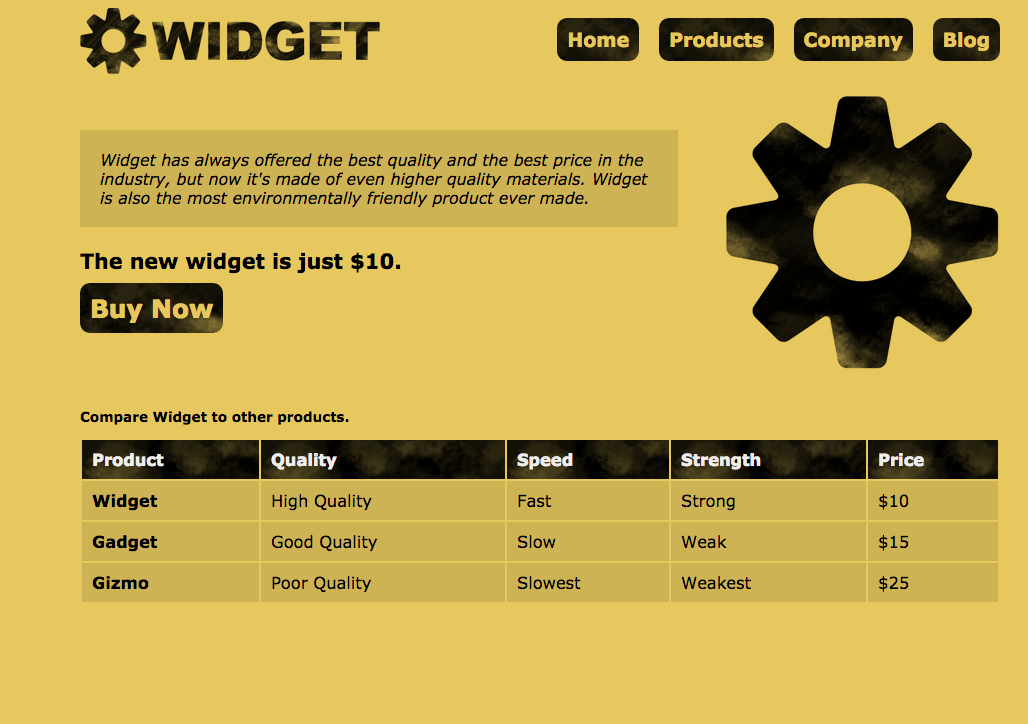 WIDGET
Home Products Company Blog
Widget has always offered the best quality and the best price in the
industry, but now it's made of even higher quality materials. Widget
is also the most environmentally friendly product ever made.
The new widget is just $10.
Buy Now
Compare Widget to other products.
Product Quality Speed Strength Price
Widget High Quality Fast Strong $10
Gadget Good Quality Slow Weak $15
Gizmo Poor Quality Slowest Weakest $25